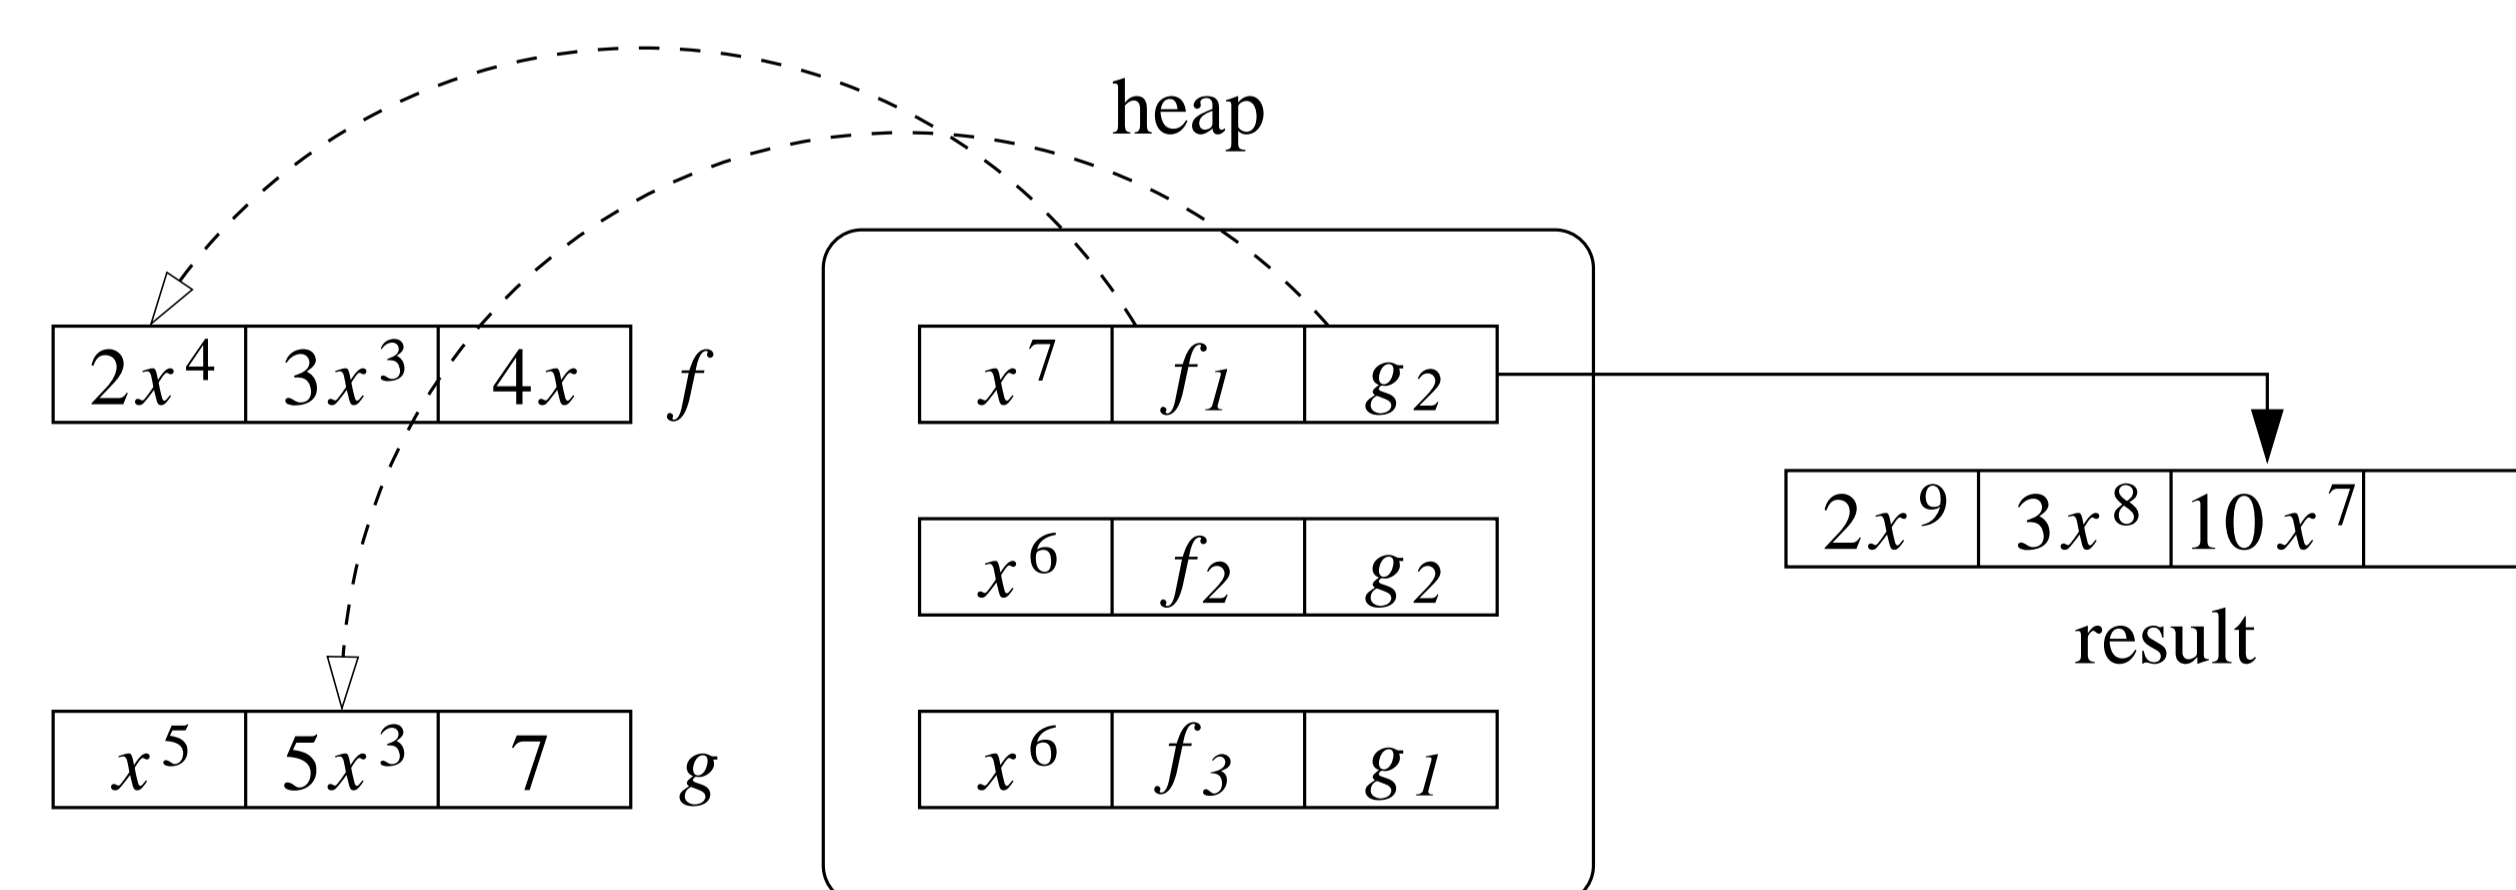 heap
2x⁴ 3x³ 4x f
x⁷ f₁ g₂
2x⁹ 3x⁸ 10x⁷
x⁶ f₂ g₂
result
x⁵ 5x³ 7 g
x⁶ f₃ g₁